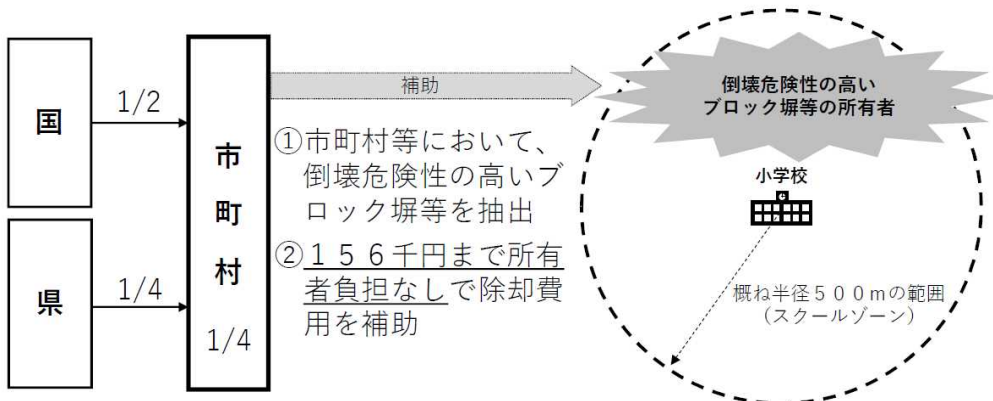 国
1/2
県
1/4
市
町
村
1/4
補助
①市町村等において、
倒壊危険性の高いブ
ロック塀等を抽出
②１５６千円まで所有
者負担なしで除却費
用を補助
倒壊危険性の高い
ブロック塀等の所有者
小学校
概ね半径５００mの範囲
（スクールゾーン）